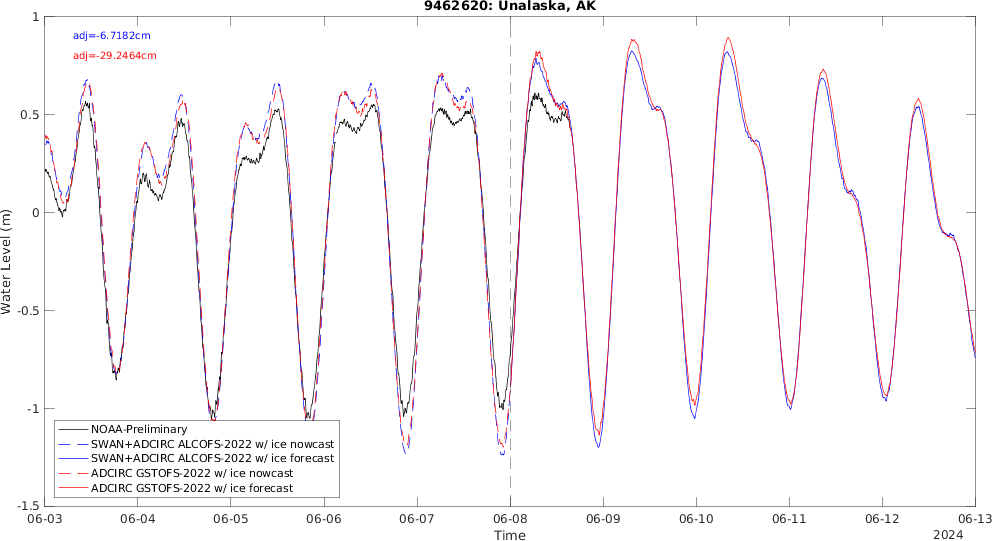 9462620: Unalaska, AK
adj=-6.7182cm
adj=-29.2464cm
Water Level (m)
1
0.5
0
-0.5
-1
-1.5
NOAA-Preliminary
SWAN+ADCIRC ALCOFS-2022 w/ ice nowcast
SWAN+ADCIRC ALCOFS-2022 w/ ice forecast
ADCIRC GSTOFS-2022 w/ ice nowcast
ADCIRC GSTOFS-2022 w/ ice forecast
06-03 06-04 06-05 06-06 06-07 06-08 06-09 06-10 06-11 06-12 06-13
Time
2024